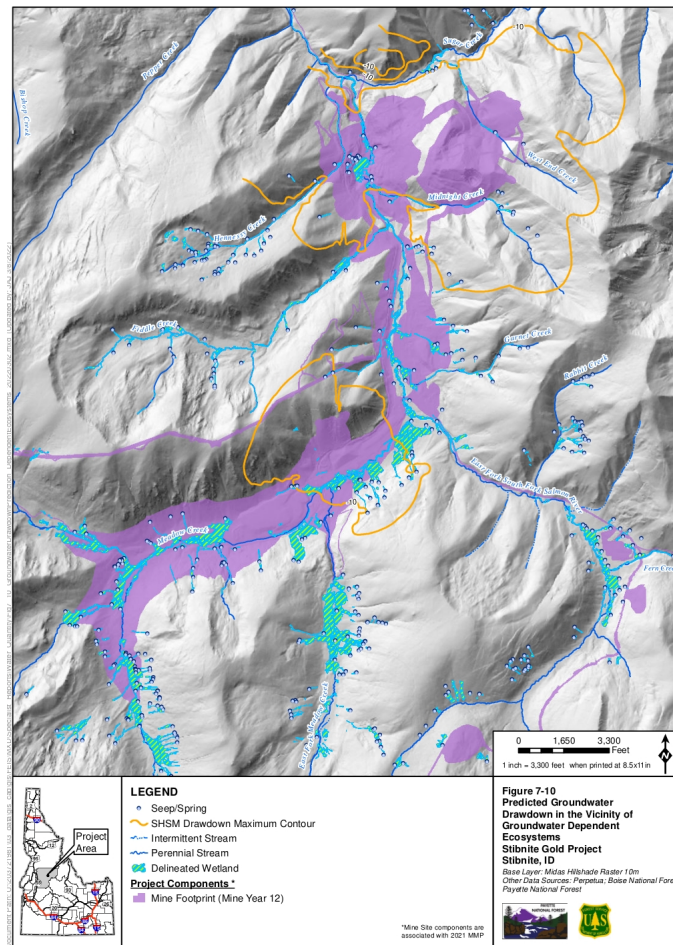 Pepper Creek
Sugar Creek
10
10
10
Bishop Creek
West End Creek
Midnight Creek
Hennessy Creek
Fiddle Creek
Garnet Creek
Rabbit Creek
East Fork South Fork Salmon River
10
Meadow Creek
Fern Cree
East Fork Meadow Creek
0 1,650 3,300
Feet
1 inch = 3,300 feet when printed at 8.5x11in
N
Project
Area
LEGEND
Seep/Spring
SHSM Drawdown Maximum Contour
Intermittent Stream
Perennial Stream
Delineated Wetland
Project Components *
Mine Footprint (Mine Year 12)
*Mine Site components are
associated with 2021 MMP
Figure 7-10
Predicted Groundwater
Drawdown in the Vicinity of
Groundwater Dependent
Ecosystems
Stibnite Gold Project
Stibnite, ID
Base Layer: Midas Hillshade Raster 10m
Other Data Sources: Perpetua; Boise National Fore
Payette National Forest
PAYETTE
NATIONAL FOREST
UAS